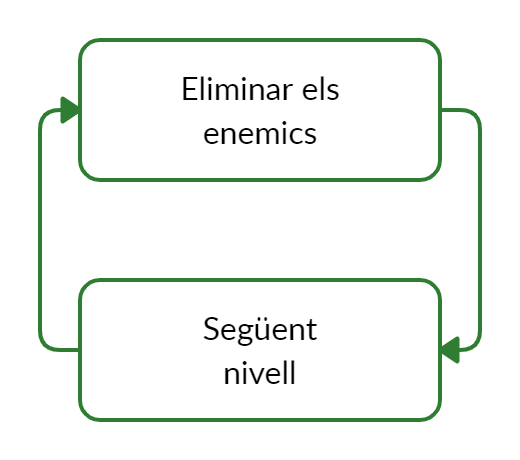 Eliminar els
enemics
Següent
nivell